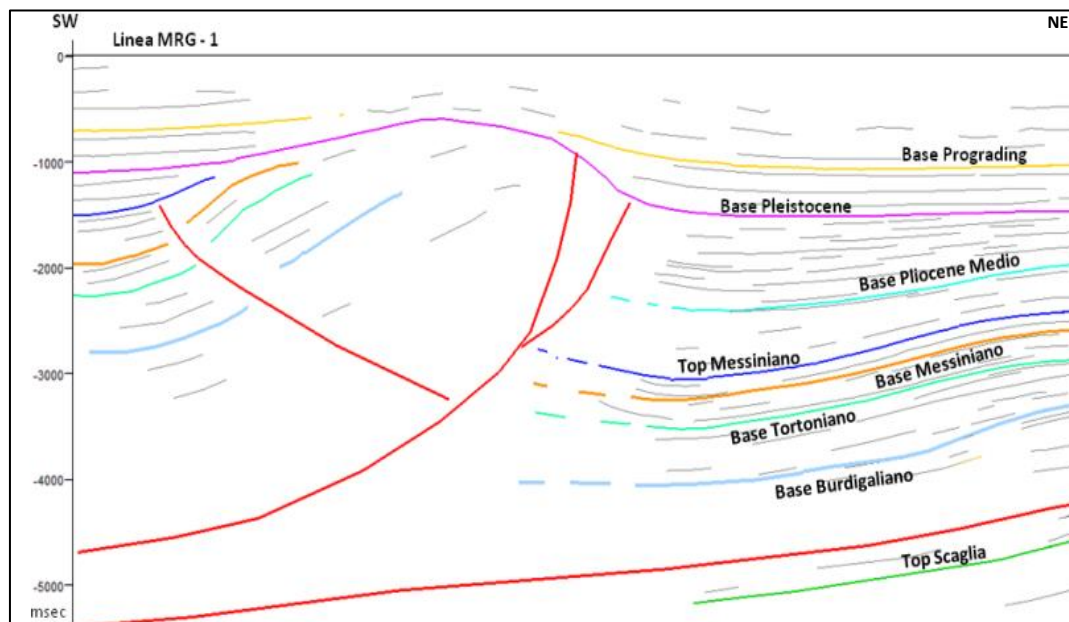 SW
NE
Linea MRG - 1
0
-1000
Base Prograding
Base Pleistocene
-2000
Base Pliocene Medio
-3000
Top Messiniano
Base Messiniano
Base Tortoniano
-4000
Base Burdigaliano
Top Scaglia
-5000
msec